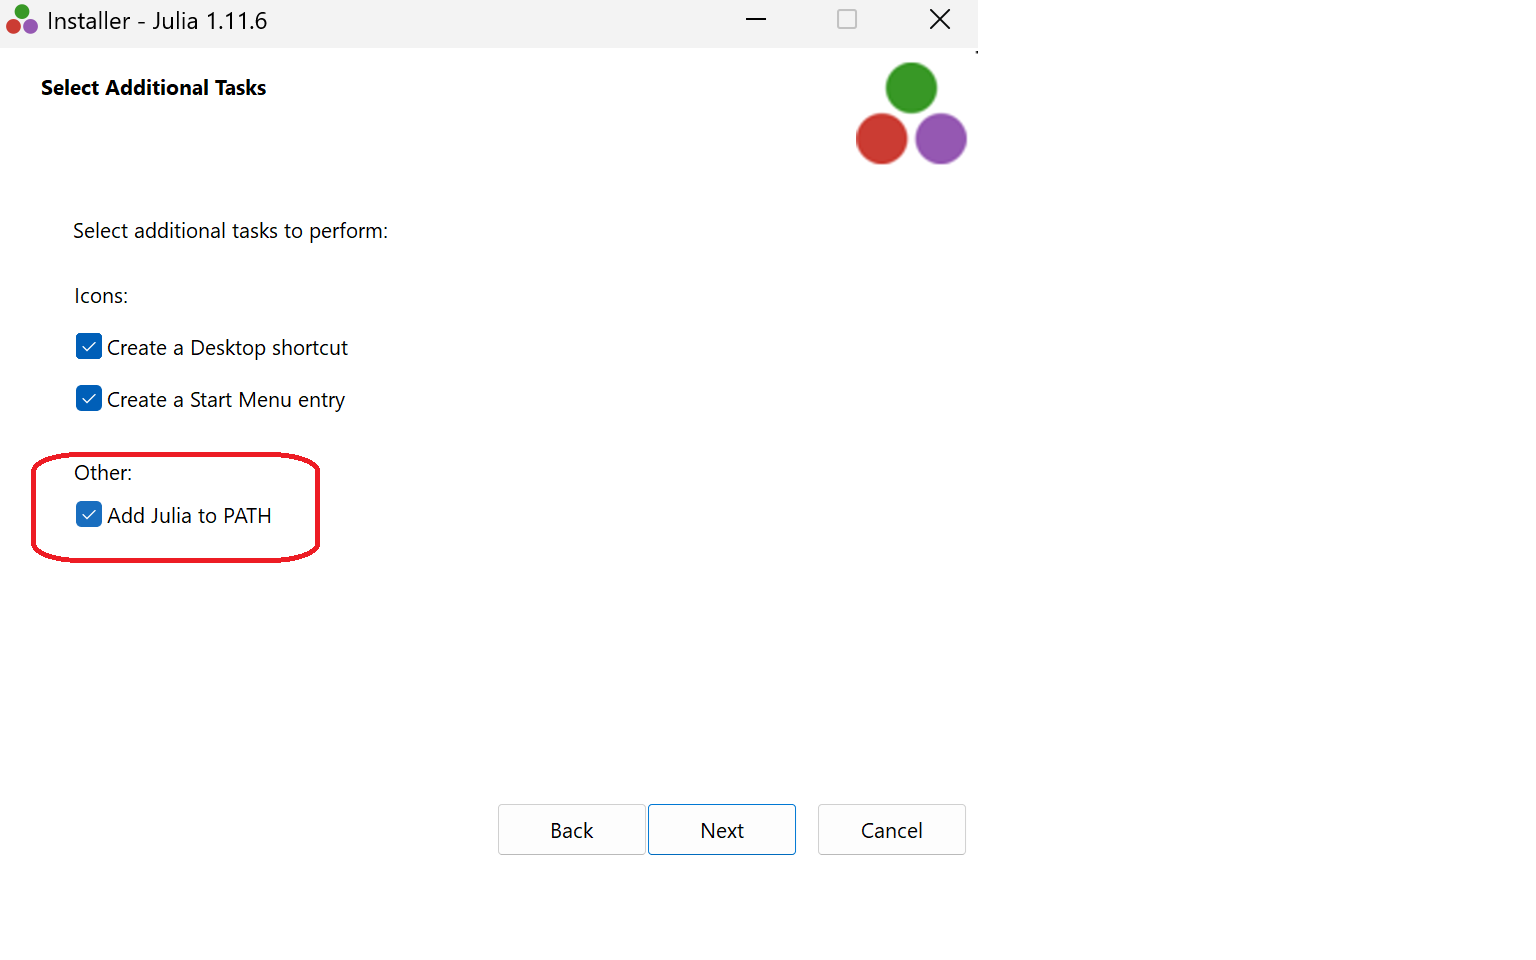 Installer - Julia 1.11.6
Select Additional Tasks
Select additional tasks to perform:
Icons:
Create a Desktop shortcut
Create a Start Menu entry
Other:
Add Julia to PATH
Back
Next
Cancel